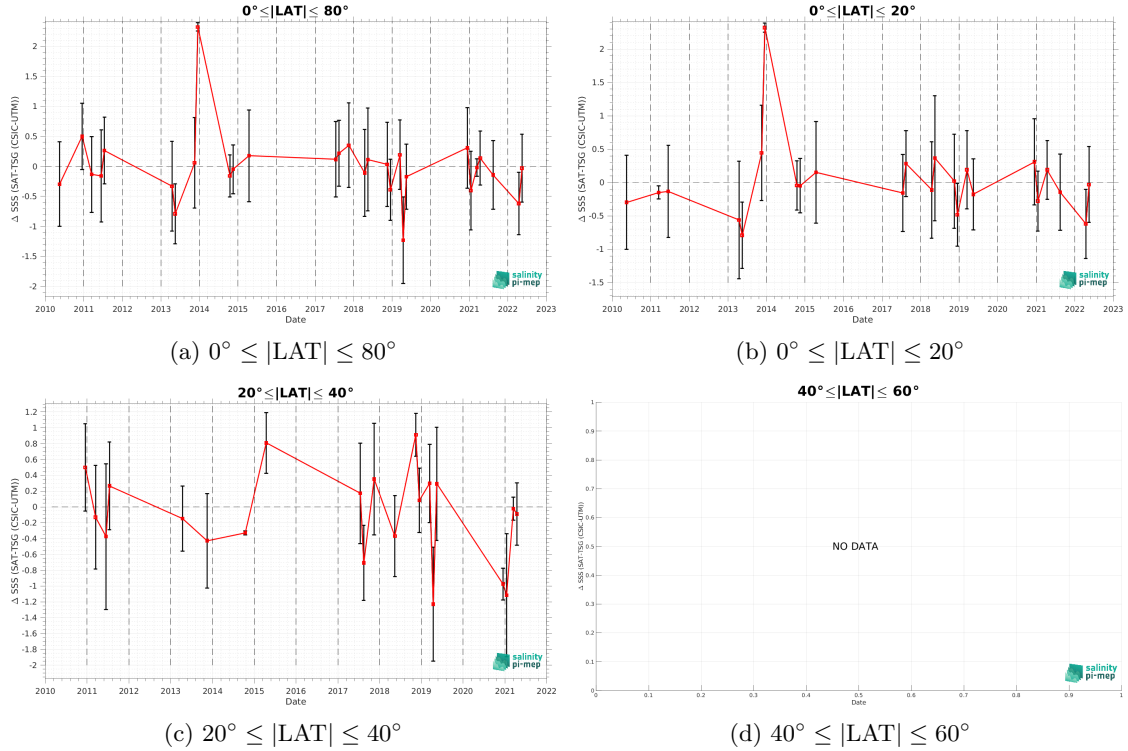 0°≤|LAT|≤ 80°
Δ SSS (SAT-TSG (CSIC-UTM))
2
1.5
1
0.5
0
-0.5
-1
-1.5
-2
2010 2011 2012 2013 2014 2015 2016 2017 2018 2019 2020 2021 2022 2023
Date
salinity
pi-mep
(a) 0° ≤ |LAT| ≤ 80°
0°≤|LAT|≤ 20°
Δ SSS (SAT-TSG (CSIC-UTM))
2
1.5
1
0.5
0
-0.5
-1
-1.5
2010 2011 2012 2013 2014 2015 2016 2017 2018 2019 2020 2021 2022 2023
Date
salinity
pi-mep
(b) 0° ≤ |LAT| ≤ 20°
20°≤|LAT|≤ 40°
Δ SSS (SAT-TSG (CSIC-UTM))
1.2
1
0.8
0.6
0.4
0.2
0
-0.2
-0.4
-0.6
-0.8
-1
-1.2
-1.4
-1.6
-1.8
-2
2010 2011 2012 2013 2014 2015 2016 2017 2018 2019 2020 2021 2022
Date
salinity
pi-mep
(c) 20° ≤ |LAT| ≤ 40°
40°≤|LAT|≤ 60°
Δ SSS (SAT-TSG (CSIC-UTM))
1
0.9
0.8
0.7
0.6
0.5
0.4
0.3
0.2
0.1
0
NO DATA
0 0.1 0.2 0.3 0.4 0.5 0.6 0.7 0.8 0.9 1
Date
salinity
pi-mep
(d) 40° ≤ |LAT| ≤ 60°